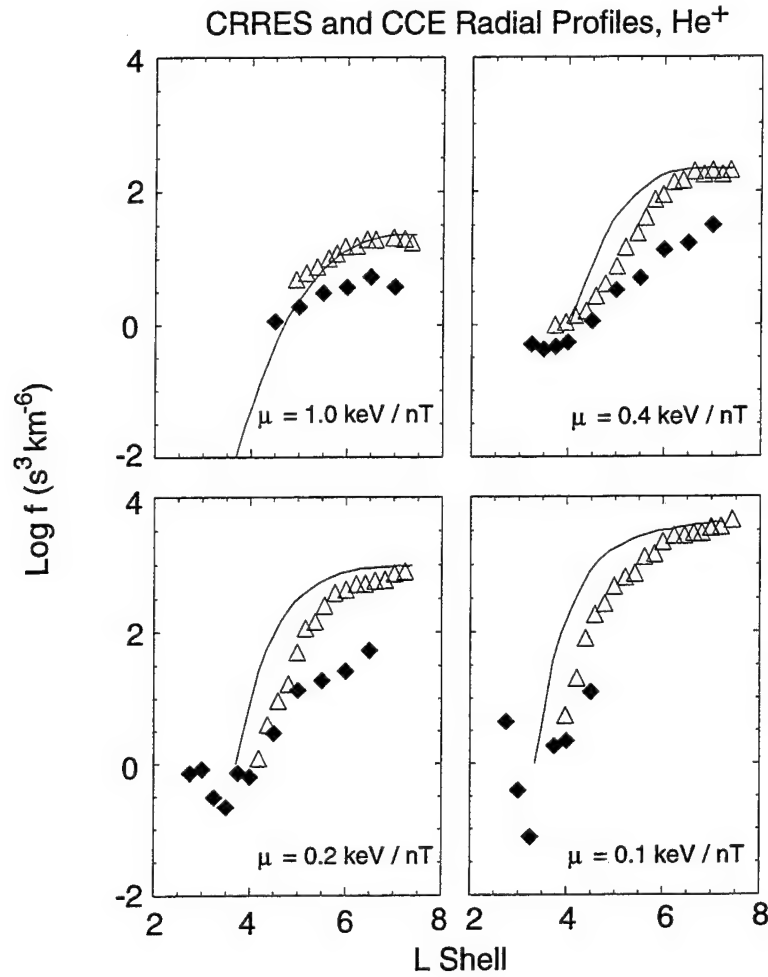 CRRES and CCE Radial Profiles, He+
4
2
0
-2
μ = 1.0 keV / nT
μ = 0.4 keV / nT
Log f (s³ km⁻⁶)
4
2
0
-2
μ = 0.2 keV / nT
μ = 0.1 keV / nT
2 4 6 8 2 4 6 8
L Shell